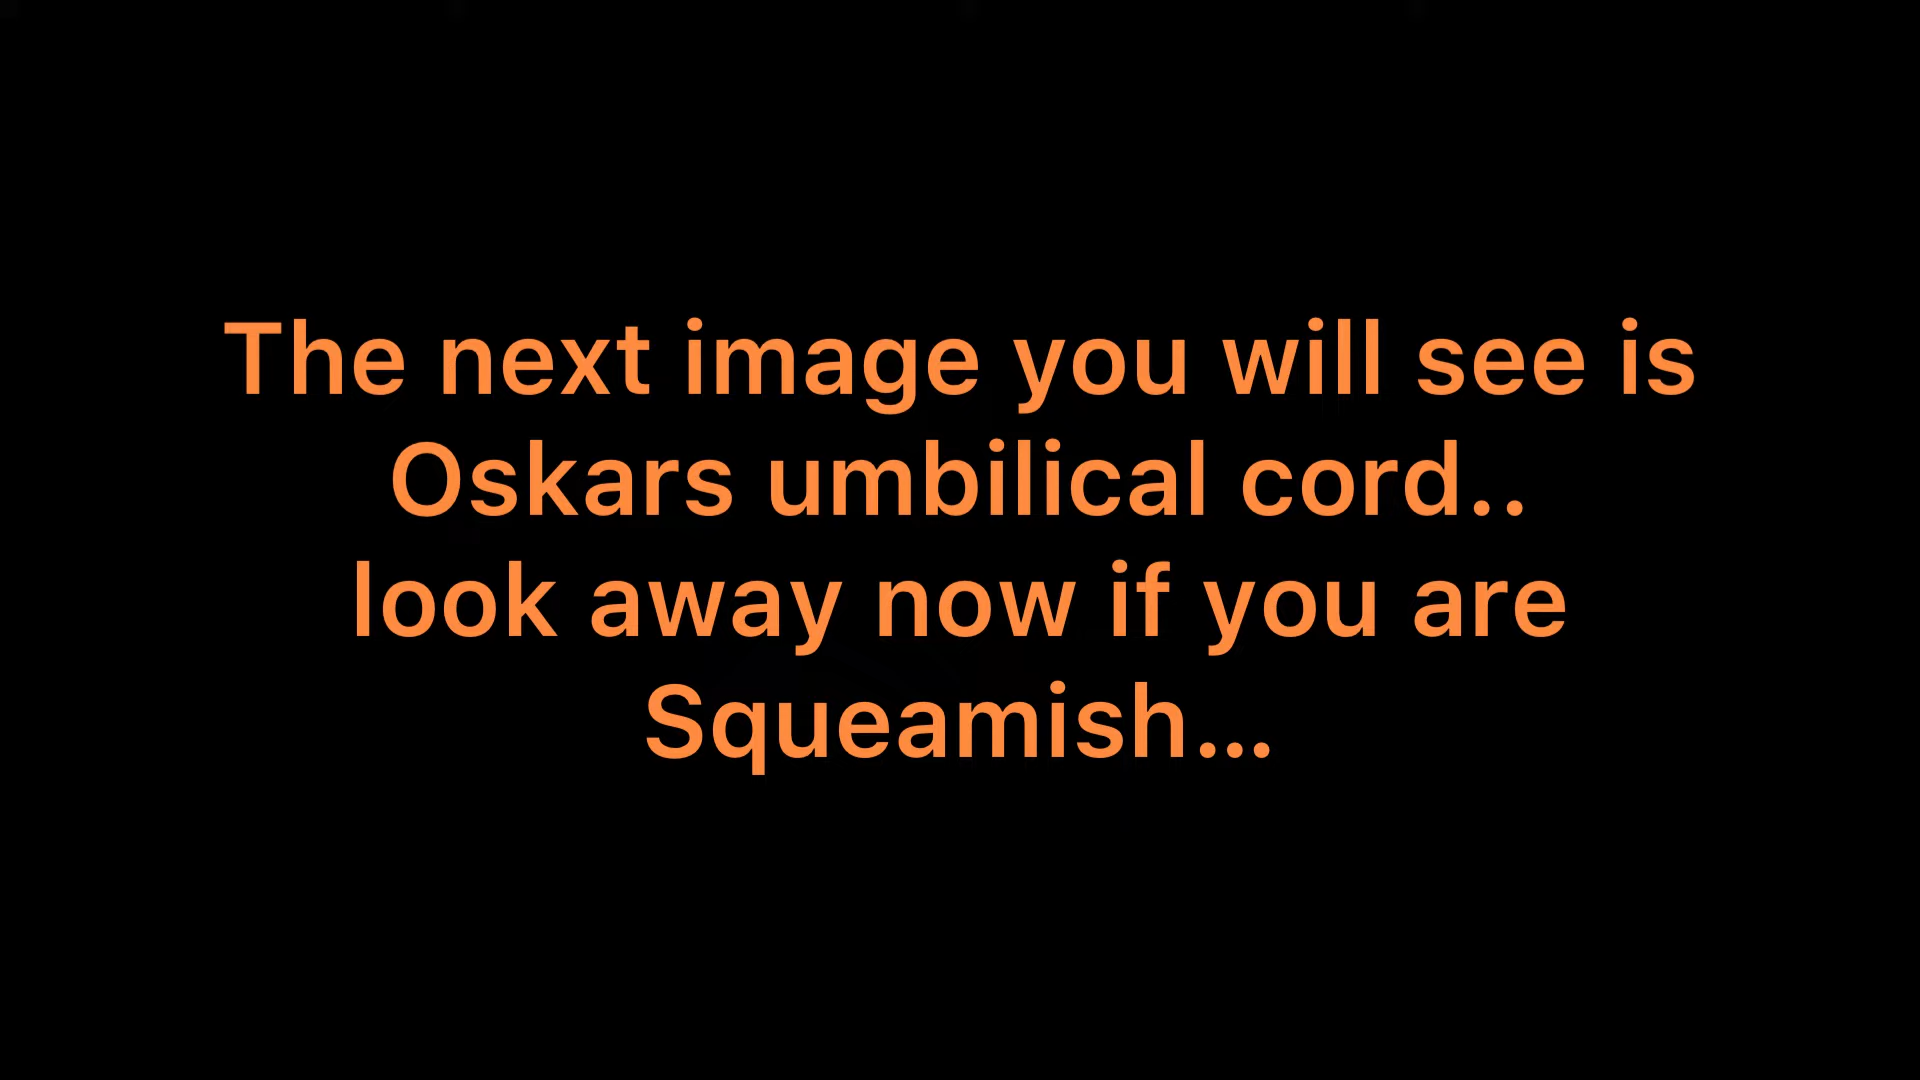 The next image you will see is
Oskars umbilical cord..
look away now if you are
Squeamish...